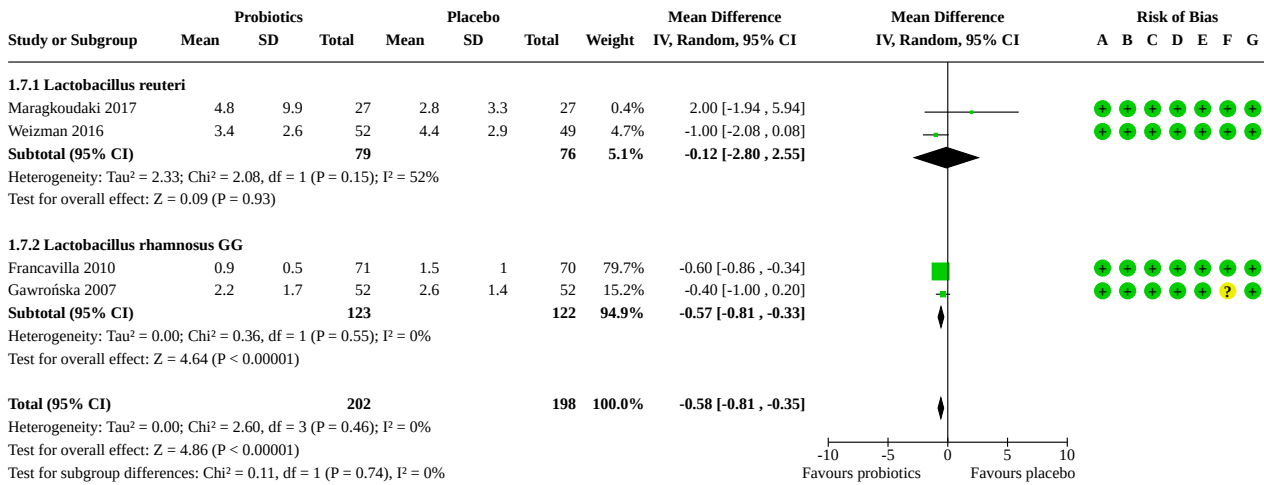 Probiotics Placebo Mean Difference Mean Difference Risk of Bias
Study or Subgroup Mean SD Total Mean SD Total Weight IV, Random, 95% CI IV, Random, 95% CI A B C D E F G
1.7.1 Lactobacillus reuteri
Maragkoudaki 2017 4.8 9.9 27 2.8 3.3 27 0.4% 2.00 [-1.94 , 5.94] + + + + + + +
Weizman 2016 3.4 2.6 52 4.4 2.9 49 4.7% -1.00 [-2.08 , 0.08] + + + + + + +
Subtotal (95% CI) 79 76 5.1% -0.12 [-2.80 , 2.55]
Heterogeneity: Tau² = 2.33; Chi² = 2.08, df = 1 (P = 0.15); I² = 52%
Test for overall effect: Z = 0.09 (P = 0.93)
1.7.2 Lactobacillus rhamnosus GG
Francavilla 2010 0.9 0.5 71 1.5 1 70 79.7% -0.60 [-0.86 , -0.34] + + + + + + +
Gawrońska 2007 2.2 1.7 52 2.6 1.4 52 15.2% -0.40 [-1.00 , 0.20] + + + + + ? +
Subtotal (95% CI) 123 122 94.9% -0.57 [-0.81 , -0.33]
Heterogeneity: Tau² = 0.00; Chi² = 0.36, df = 1 (P = 0.55); I² = 0%
Test for overall effect: Z = 4.64 (P < 0.00001)
Total (95% CI) 202 198 100.0% -0.58 [-0.81 , -0.35]
Heterogeneity: Tau² = 0.00; Chi² = 2.60, df = 3 (P = 0.46); I² = 0%
Test for overall effect: Z = 4.86 (P < 0.00001)
-10 -5 0 5 10
Test for subgroup differences: Chi² = 0.11, df = 1 (P = 0.74), I² = 0%
Favours probiotics Favours placebo